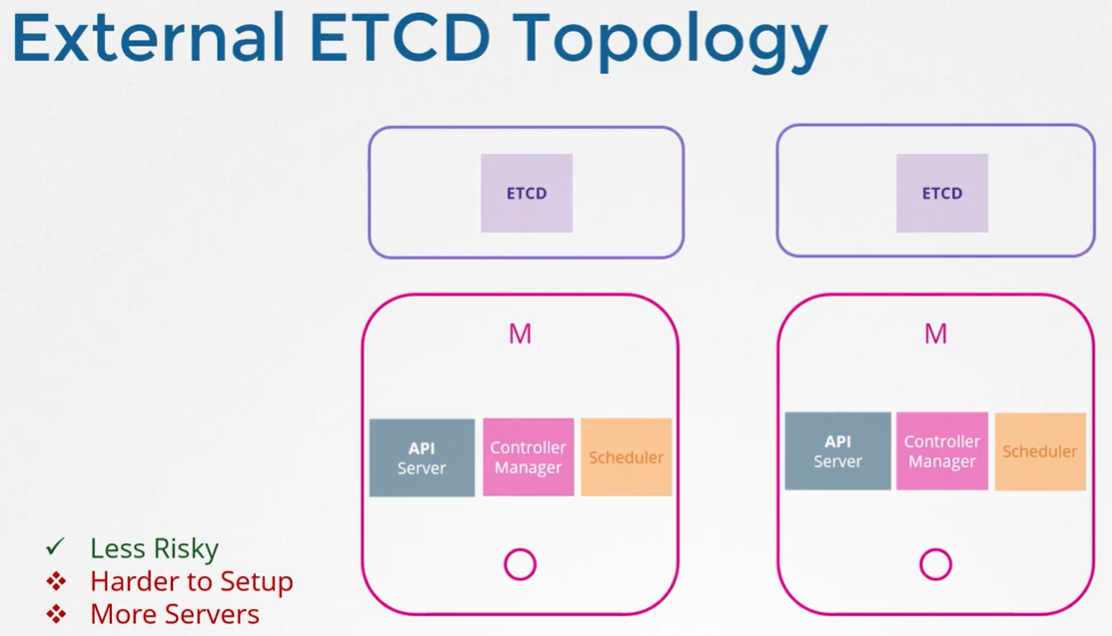 External ETCD Topology
ETCD
ETCD
M
API
Server
Controller
Manager
Scheduler
M
API
Server
Controller
Manager
Scheduler
✓ Less Risky
❖ Harder to Setup
❖ More Servers